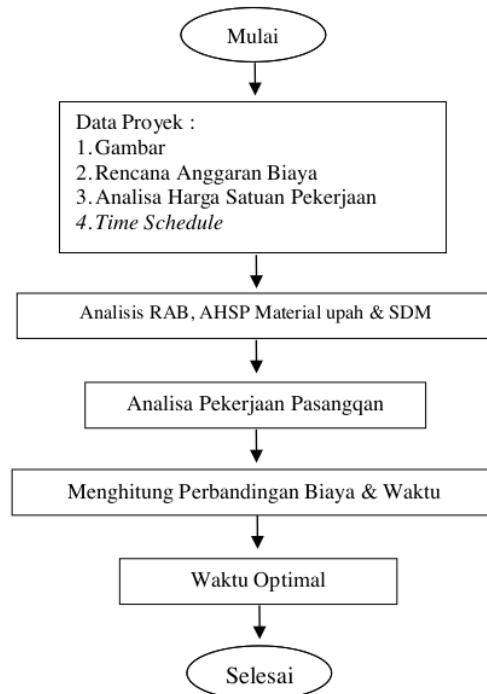 Mulai
Data Proyek :
1.Gambar
2.Rencana Anggaran Biaya
3.Analisa Harga Satuan Pekerjaan
4.Time Schedule
Analisis RAB, AHSP Material upah & SDM
Analisa Pekerjaan Pasangqan
Menghitung Perbandingan Biaya & Waktu
Waktu Optimal
Selesai